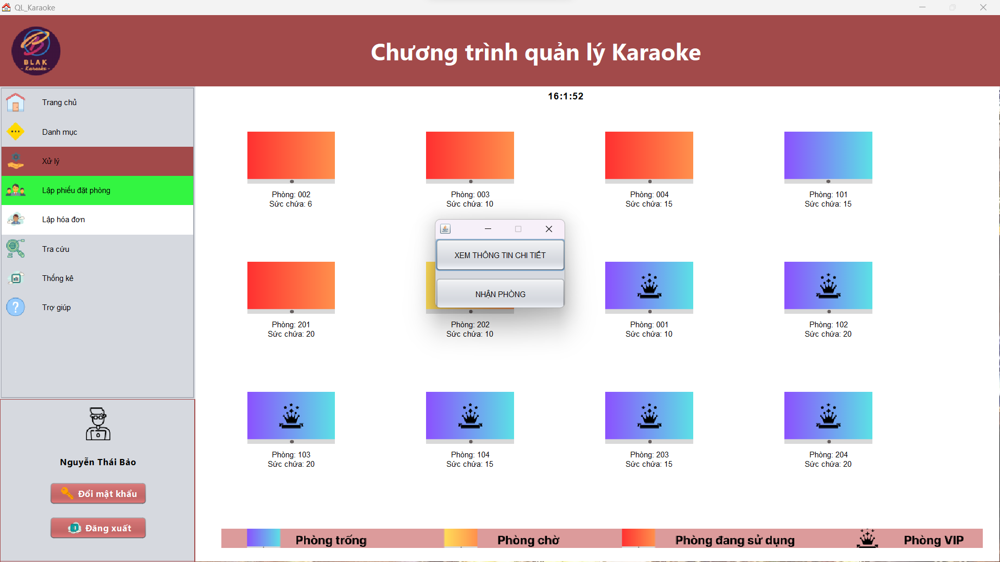 QL_Karaoke
BLAK
- Karaoke -
Chương trình quản lý Karaoke
Trang chủ
Danh mục
Xử lý
Lập phiếu đặt phòng
Lập hóa đơn
Tra cứu
Thống kê
Trợ giúp
Nguyễn Thái Bảo
Đổi mật khẩu
Đăng xuất
16:1:52
Phòng: 002
Sức chứa: 6
Phòng: 003
Sức chứa: 10
Phòng: 004
Sức chứa: 15
Phòng: 101
Sức chứa: 15
XEM THÔNG TIN CHI TIẾT
NHẬN PHÒNG
Phòng: 201
Sức chứa: 20
Phòng: 202
Sức chứa: 10
Phòng: 001
Sức chứa: 10
Phòng: 102
Sức chứa: 20
Phòng: 103
Sức chứa: 20
Phòng: 104
Sức chứa: 15
Phòng: 203
Sức chứa: 15
Phòng: 204
Sức chứa: 20
Phòng trống
Phòng chờ
Phòng đang sử dụng
Phòng VIP